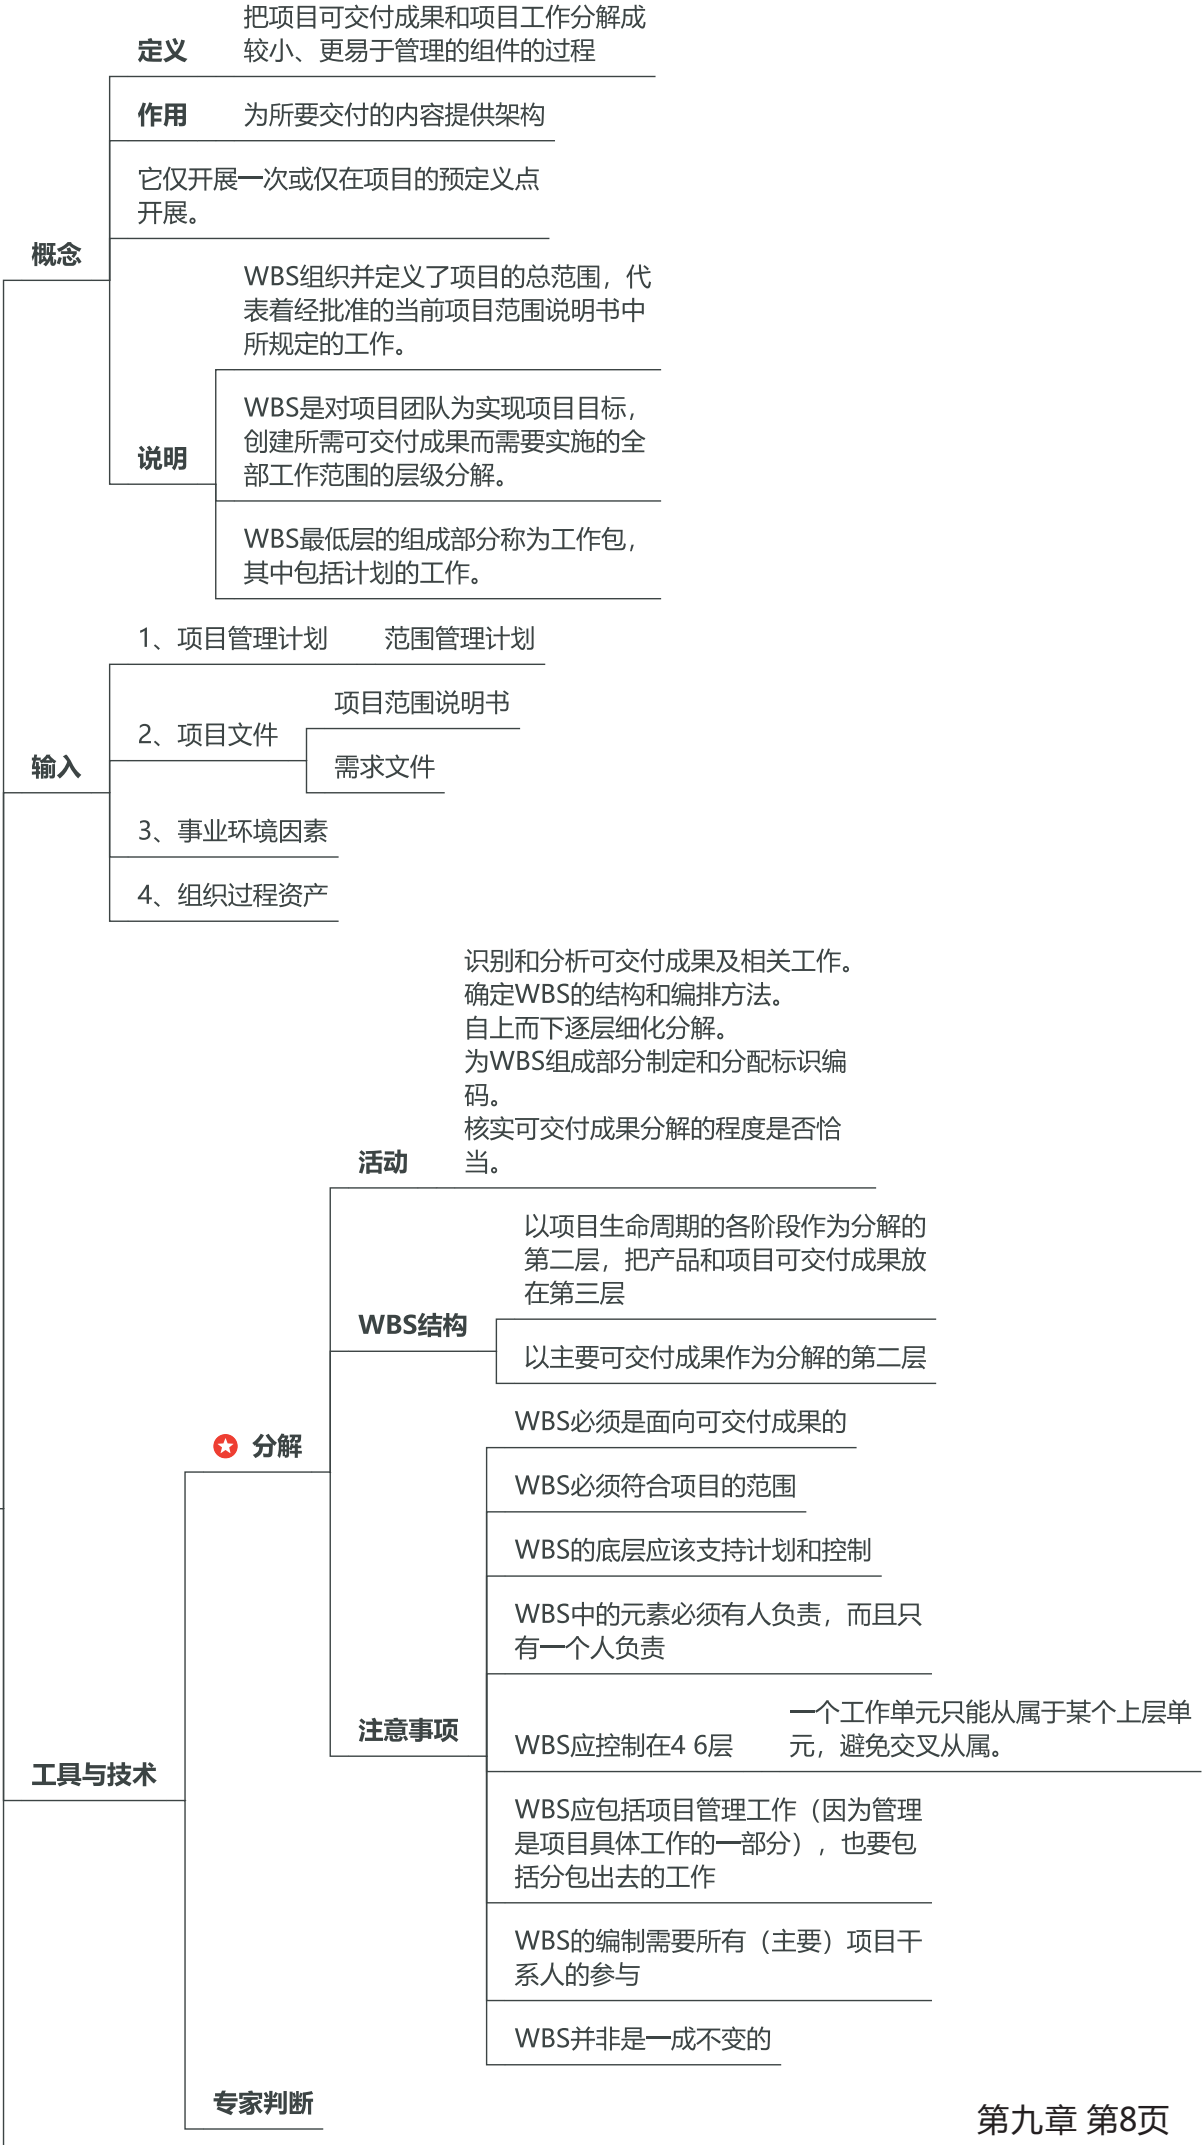 概念
定义
把项目可交付成果和项目工作分解成
较小、更易于管理的组件的过程
作用
为所要交付的内容提供架构
它仅开展一次或仅在项目的预定义点
开展。
说明
WBS组织并定义了项目的总范围，代
表着经批准的当前项目范围说明书中
所规定的工作。
WBS是对项目团队为实现项目目标，
创建所需可交付成果而需要实施的全
部工作范围的层级分解。
WBS最低层的组成部分称为工作包，
其中包括计划的工作。
输入
1、项目管理计划
范围管理计划
2、项目文件
项目范围说明书
需求文件
3、事业环境因素
4、组织过程资产
工具与技术
分解
活动
识别和分析可交付成果及相关工作。
确定WBS的结构和编排方法。
自上而下逐层细化分解。
为WBS组成部分制定和分配标识编
码。
核实可交付成果分解的程度是否恰
当。
WBS结构
以项目生命周期的各阶段作为分解的
第二层，把产品和项目可交付成果放
在第三层
以主要可交付成果作为分解的第二层
注意事项
WBS必须是面向可交付成果的
WBS必须符合项目的范围
WBS的底层应该支持计划和控制
WBS中的元素必须有人负责，而且只
有一个人负责
WBS应控制在4 6层
一个工作单元只能从属于某个上层单
元，避免交叉从属。
WBS应包括项目管理工作（因为管理
是项目具体工作的一部分），也要包
括分包出去的工作
WBS的编制需要所有（主要）项目干
系人的参与
WBS并非是一成不变的
专家判断
第九章 第8页